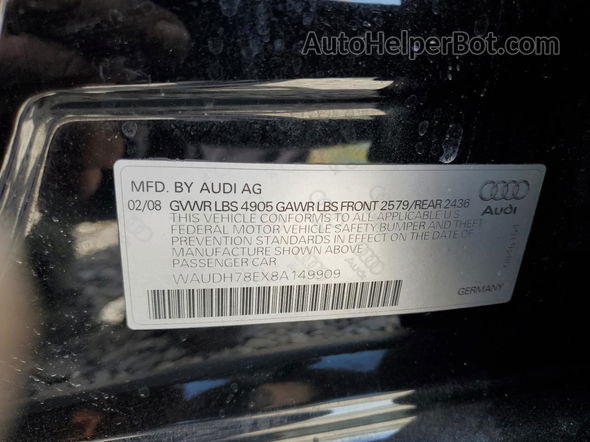 AutoHelperBot.com
MFD. BY AUDI AG
02/08 GVWR LBS 4905 GAWR LBS FRONT 2579/REAR 2436
THIS VEHICLE CONFORMS TO ALL APPLICABLE U.S
FEDERAL MOTOR VEHICLE SAFETY, BUMPER AND THEFT
PREVENTION STANDARDS IN EFFECT ON THE DATE OF
MANUFACTURE SHOWN ABOVE.
PASSENGER CAR
WAUDH78EX8A149909
Audi
GERMANY